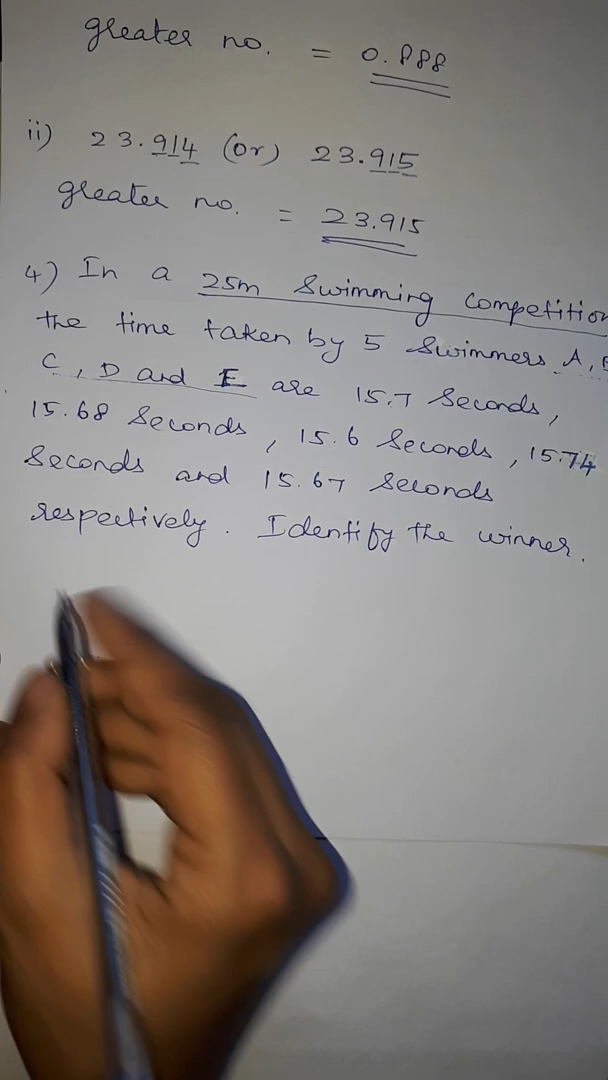 greater no. = 0.888
ii) 23.914 (or) 23.915
greater no. = 23.915
4) In a 25m Swimming Competition
the time taken by 5 Swimmers A, B
C, D and E are 15.7 Seconds,
15.68 Seconds, 15.6 Seconds, 15.74
Seconds and 15.67 Seconds
respectively. Identify the winner.